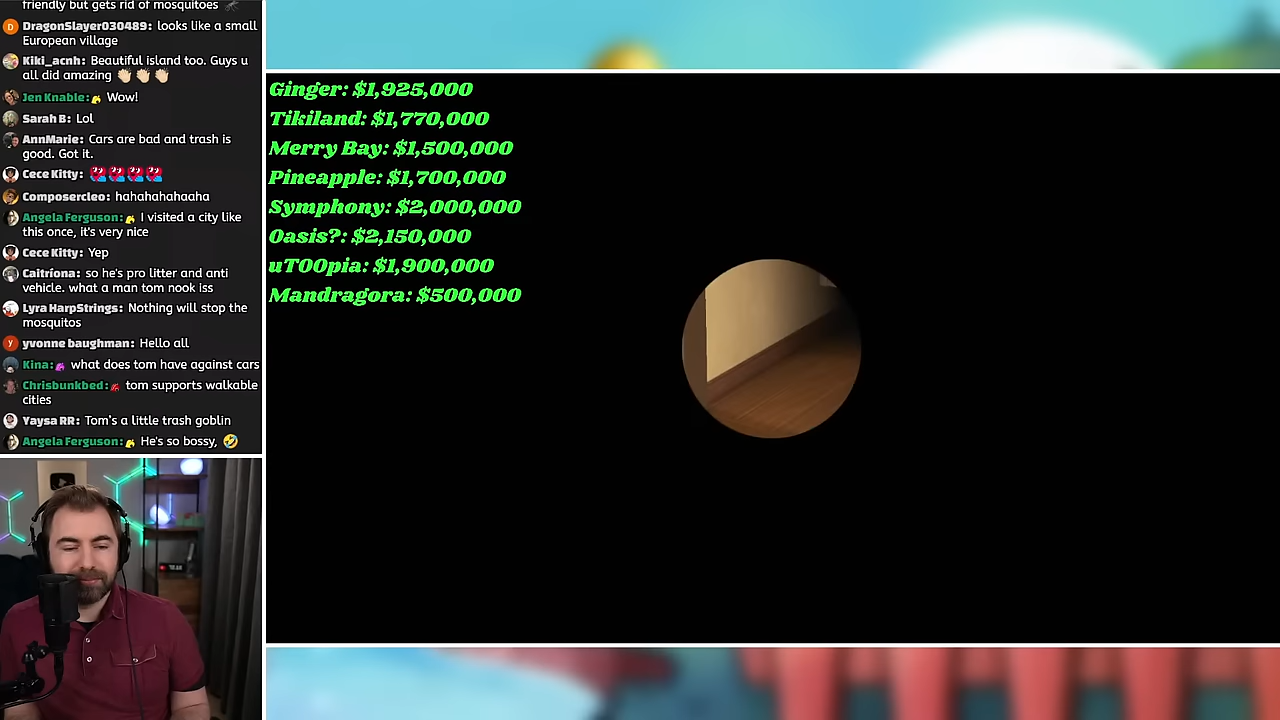 friendly but gets rid of mosquitoes
DragonSlayer030489: looks like a small
European village
Kiki_acnh: Beautiful island too. Guys u
all did amazing 👏🏻 👏🏻 👏🏻
Jen Knable: Wow!
Sarah B: Lol
AnnMarie: Cars are bad and trash is
good. Got it.
Cece Kitty:
Composercleo: hahahahahaaha
Angela Ferguson: I visited a city like
this once, it's very nice
Cece Kitty: Yep
Caitríona: so he's pro litter and anti
vehicle. what a man tom nook iss
Lyra HarpStrings: Nothing will stop the
mosquitos
yvonne baughman: Hello all
Kina: what does tom have against cars
Chrisbunkbed: tom supports walkable
cities
Yaysa RR: Tom's a little trash goblin
Angela Ferguson: He's so bossy, 🤣
Ginger: $1,925,000
Tikiland: $1,770,000
Merry Bay: $1,500,000
Pineapple: $1,700,000
Symphony: $2,000,000
Oasis?: $2,150,000
uT00pia: $1,900,000
Mandragora: $500,000